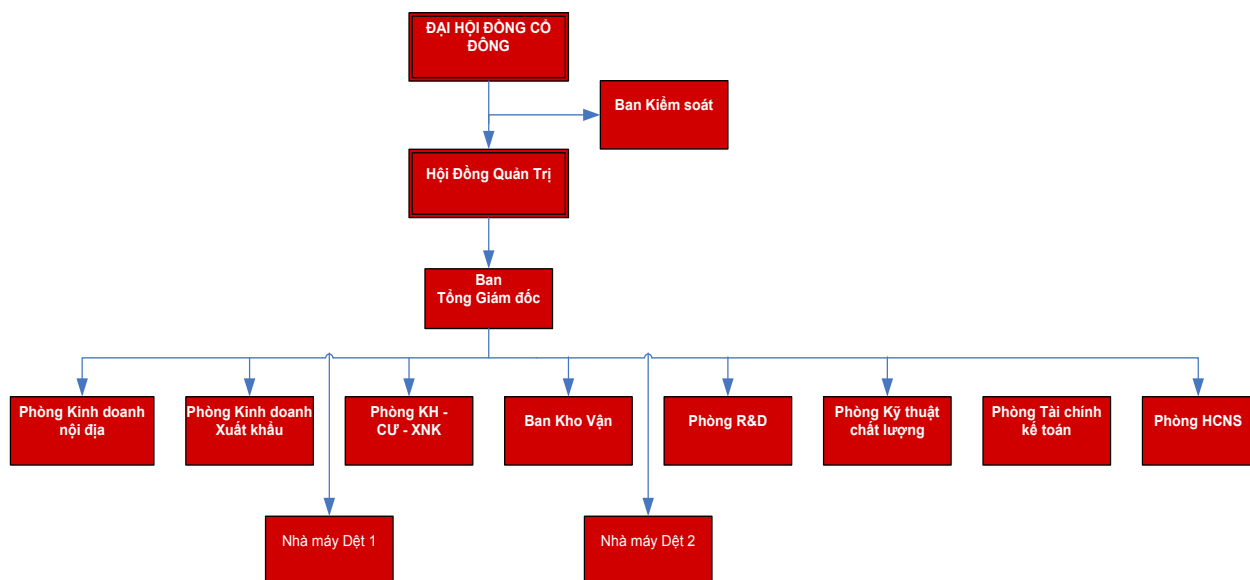 ĐẠI HỘI ĐỒNG CỔ
ĐÔNG
Ban Kiểm soát
Hội Đồng Quản Trị
Ban
Tổng Giám đốc
Phòng Kinh doanh
nội địa
Phòng Kinh doanh
Xuất khẩu
Phòng KH -
CƯ - XNK
Ban Kho Vận
Phòng R&D
Phòng Kỹ thuật
chất lượng
Phòng Tài chính
kế toán
Phòng HCNS
Nhà máy Dệt 1
Nhà máy Dệt 2